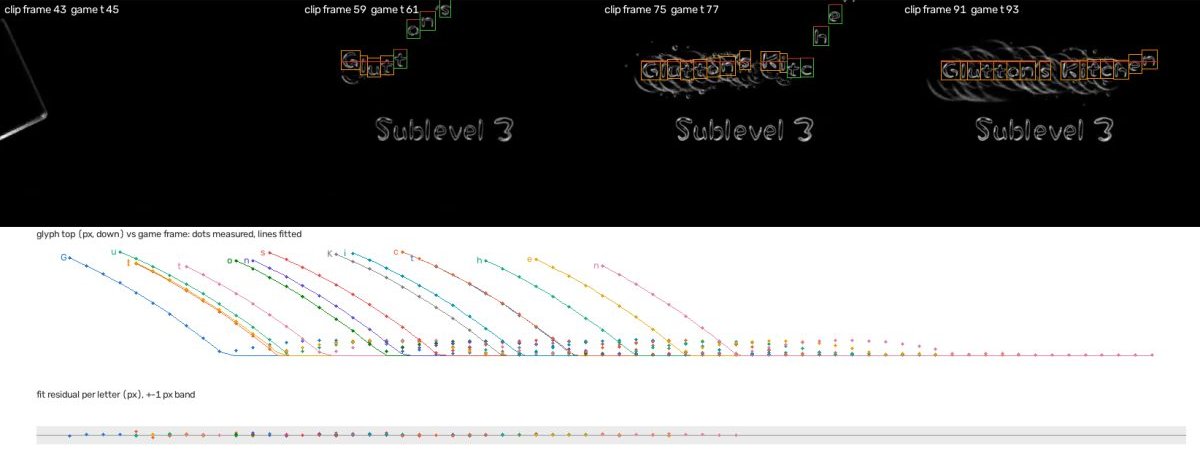 clip frame 43 game t 45
clip frame 59 game t 61
clip frame 75 game t 77
clip frame 91 game t 93
G u t t o n s
Gluttons Ki t c h e
Glutton's Kitchen
Sublevel 3
Sublevel 3
Sublevel 3
glyph top (px, down) vs game frame: dots measured, lines fitted
G u t t o n s K i c t h e n
fit residual per letter (px), +-1 px band